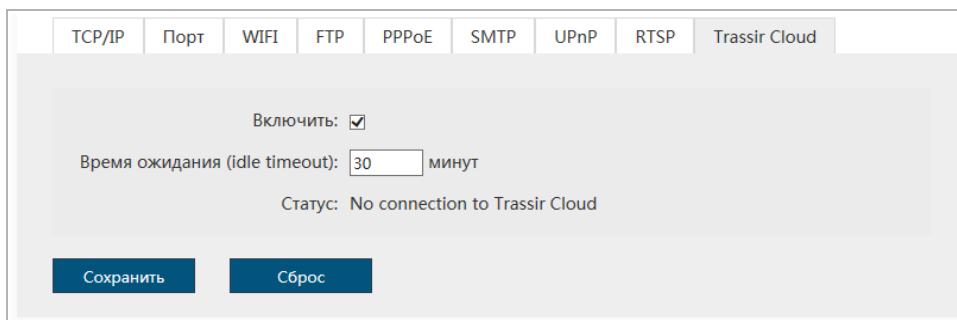 TCP/IP Порт WIFI FTP PPPoE SMTP UPnP RTSP Trassir Cloud
Включить:
Время ожидания (idle timeout): 30 минут
Статус: No connection to Trassir Cloud
Сохранить Сброс